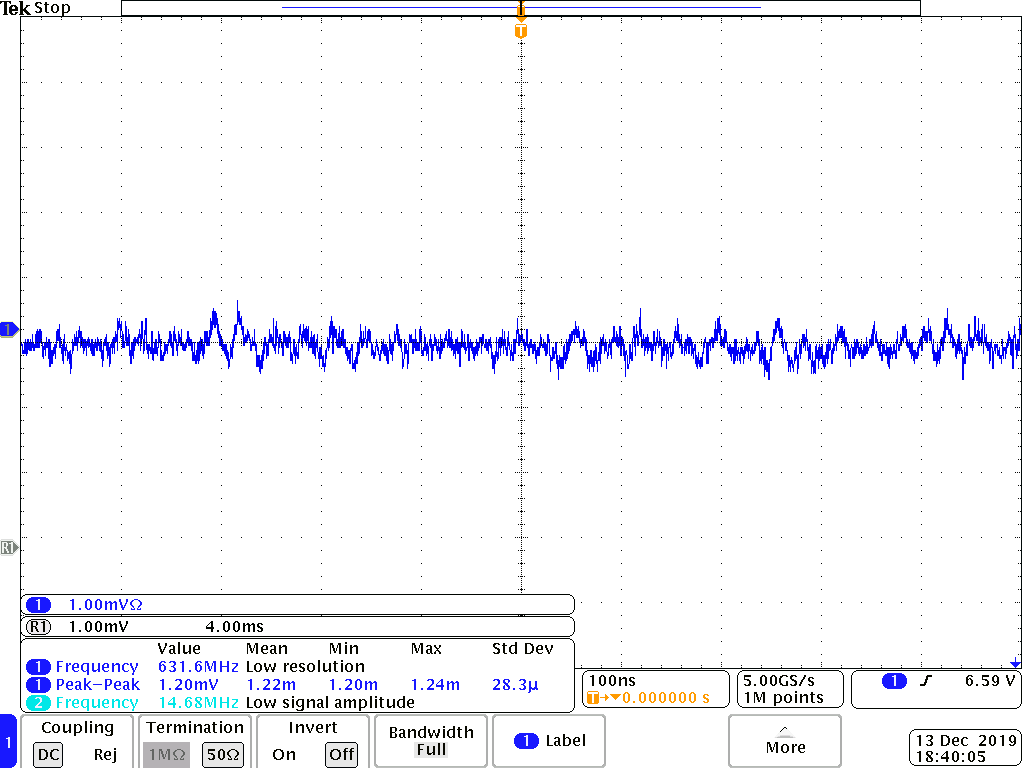 Tek Stop
T
1
R1
1 1.00mVΩ
R1 1.00mV 4.00ms
Value Mean Min Max Std Dev
1 Frequency 631.6MHz Low resolution
1 Peak-Peak 1.20mV 1.22m 1.20m 1.24m 28.3μ
2 Frequency 14.68MHz Low signal amplitude
100ns
T→▼0.000000 s
5.00GS/s
1M points
1 6.59 V
1
Coupling
DC Rej
Termination
1MΩ 50Ω
Invert
On Off
Bandwidth
Full
1 Label
More
13 Dec 2019
18:40:05